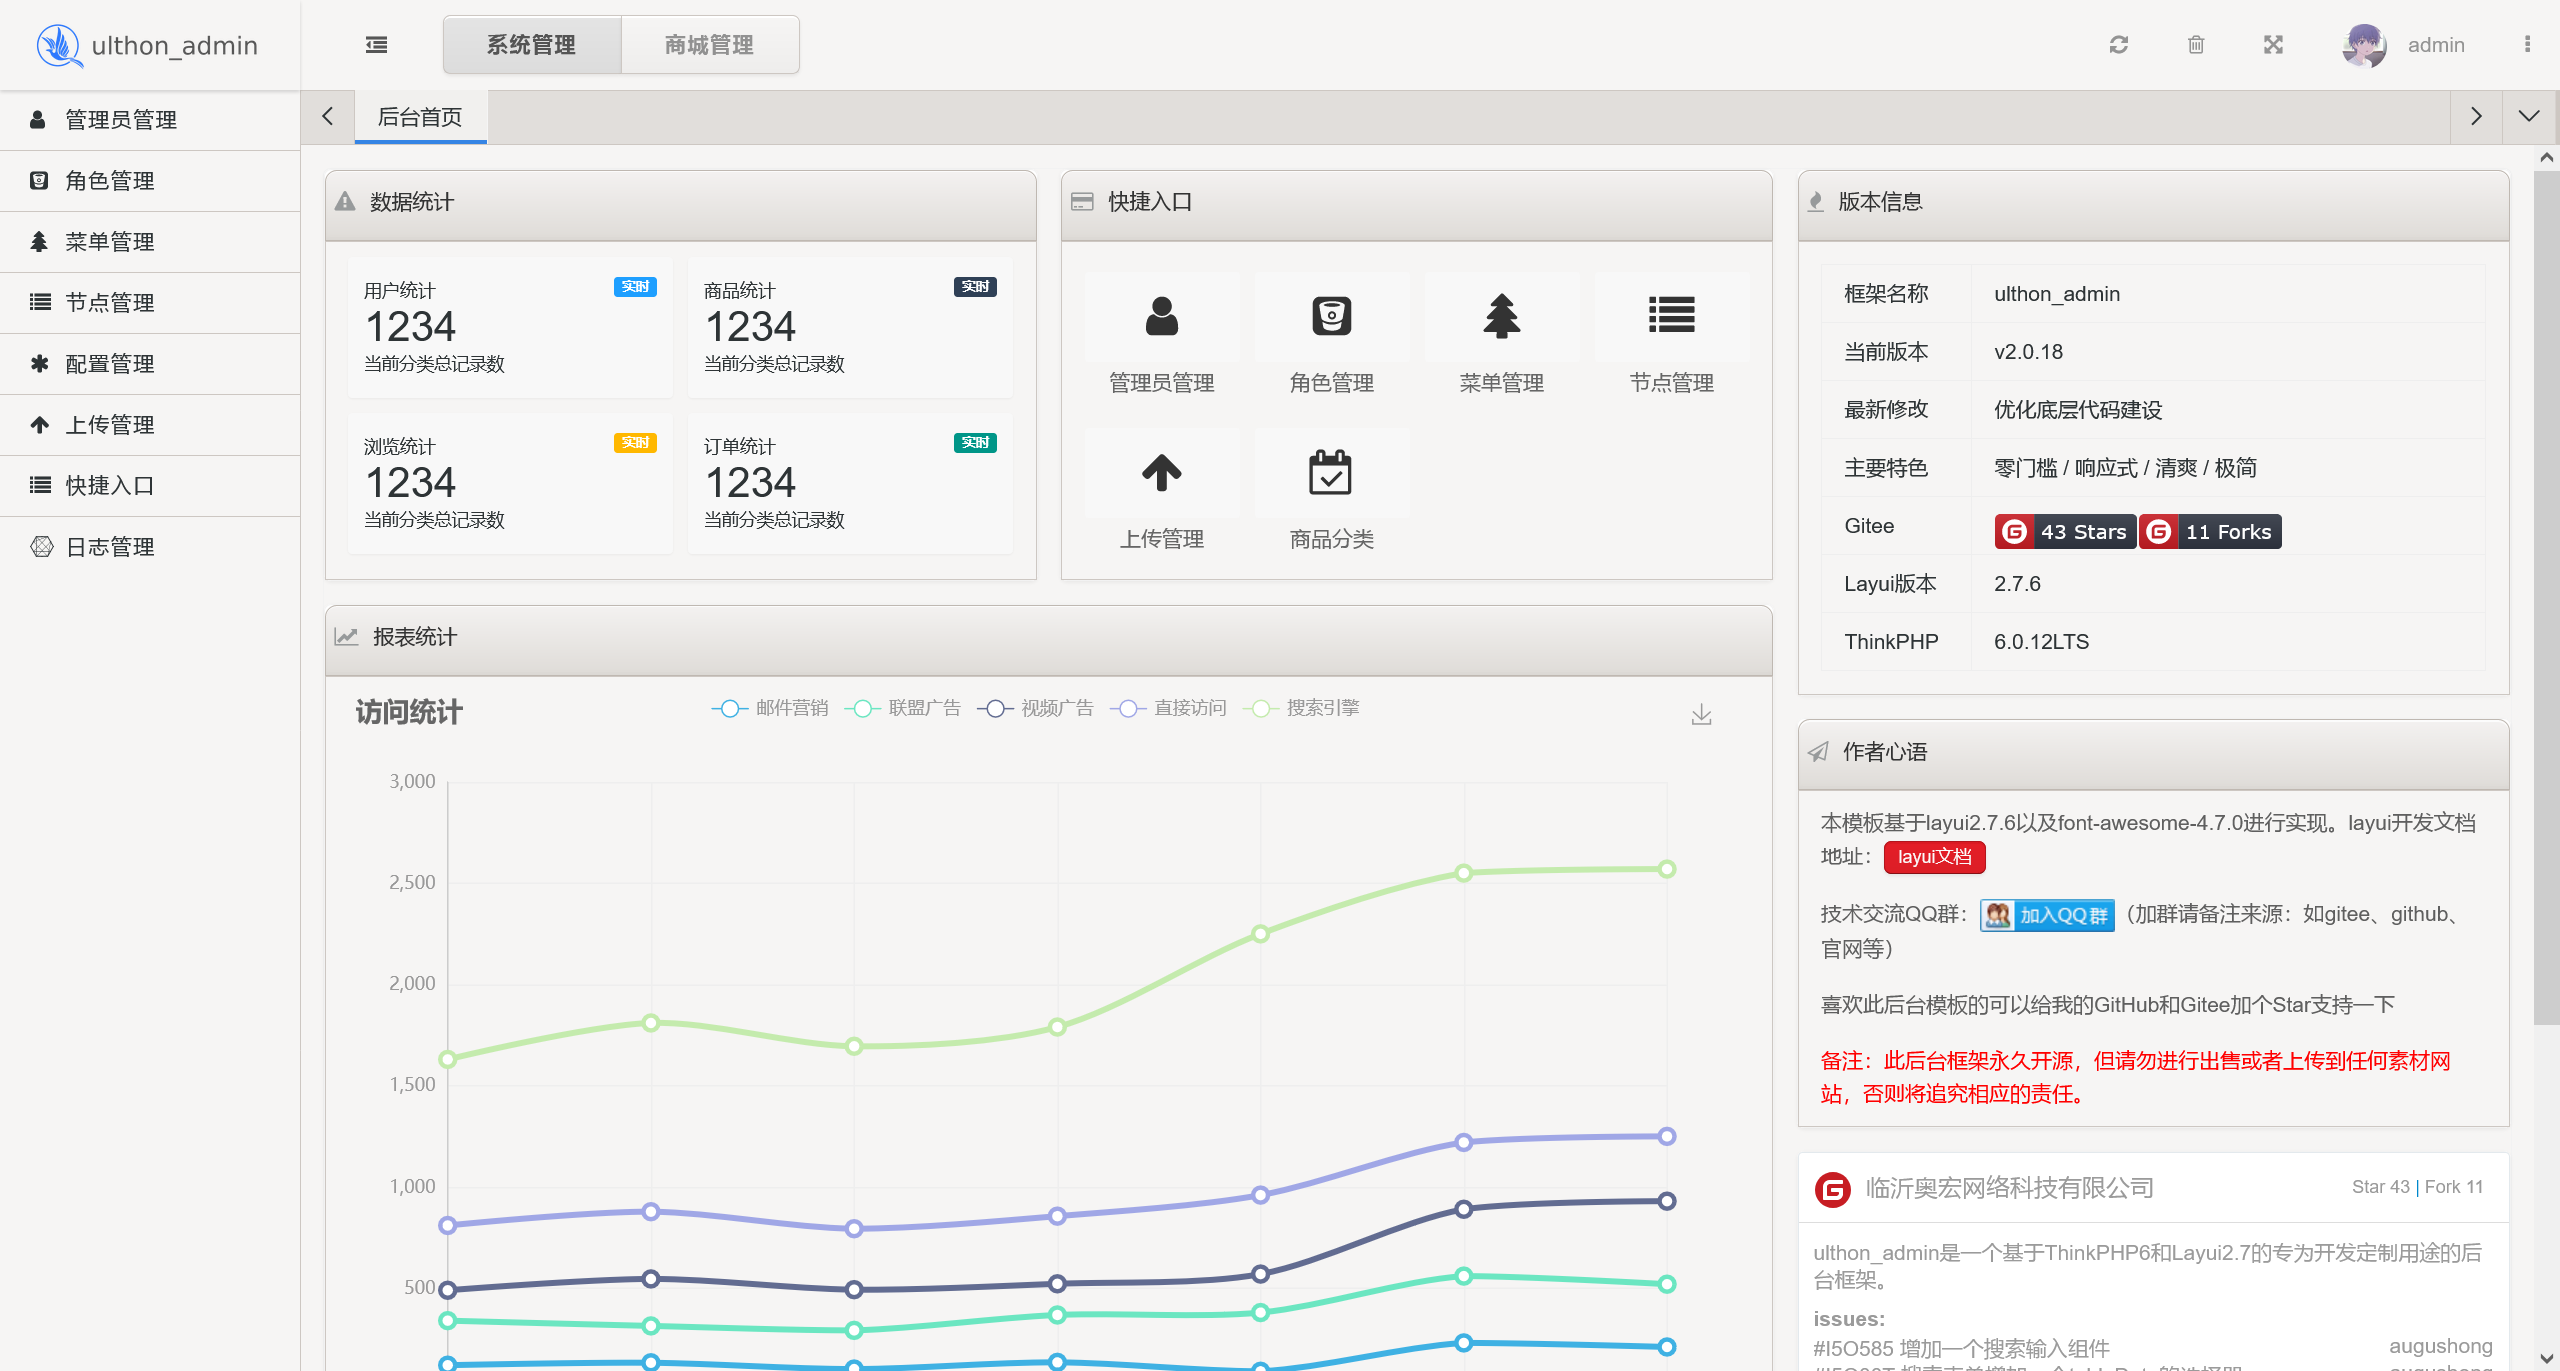 ulthon_admin
系统管理
商城管理
admin
管理员管理
角色管理
菜单管理
节点管理
配置管理
上传管理
快捷入口
日志管理
后台首页
数据统计
用户统计
实时
1234
当前分类总记录数
商品统计
实时
1234
当前分类总记录数
浏览统计
实时
1234
当前分类总记录数
订单统计
实时
1234
当前分类总记录数
快捷入口
管理员管理
角色管理
菜单管理
节点管理
上传管理
商品分类
报表统计
访问统计
邮件营销
联盟广告
视频广告
直接访问
搜索引擎
3,000
2,500
2,000
1,500
1,000
500
版本信息
框架名称 ulthon_admin
当前版本 v2.0.18
最新修改 优化底层代码建设
主要特色 零门槛 / 响应式 / 清爽 / 极简
Gitee 43 Stars 11 Forks
Layui版本 2.7.6
ThinkPHP 6.0.12LTS
作者心语
本模板基于layui2.7.6以及font-awesome-4.7.0进行实现。layui开发文档
地址： layui文档
技术交流QQ群： 加入QQ群 （加群请备注来源：如gitee、github、
官网等）
喜欢此后台模板的可以给我的GitHub和Gitee加个Star支持一下
备注：此后台框架永久开源，但请勿进行出售或者上传到任何素材网
站，否则将追究相应的责任。
临沂奥宏网络科技有限公司
Star 43 | Fork 11
ulthon_admin是一个基于ThinkPHP6和Layui2.7的专为开发定制用途的后
台框架。
issues:
#I5O585 增加一个搜索输入组件 augushong